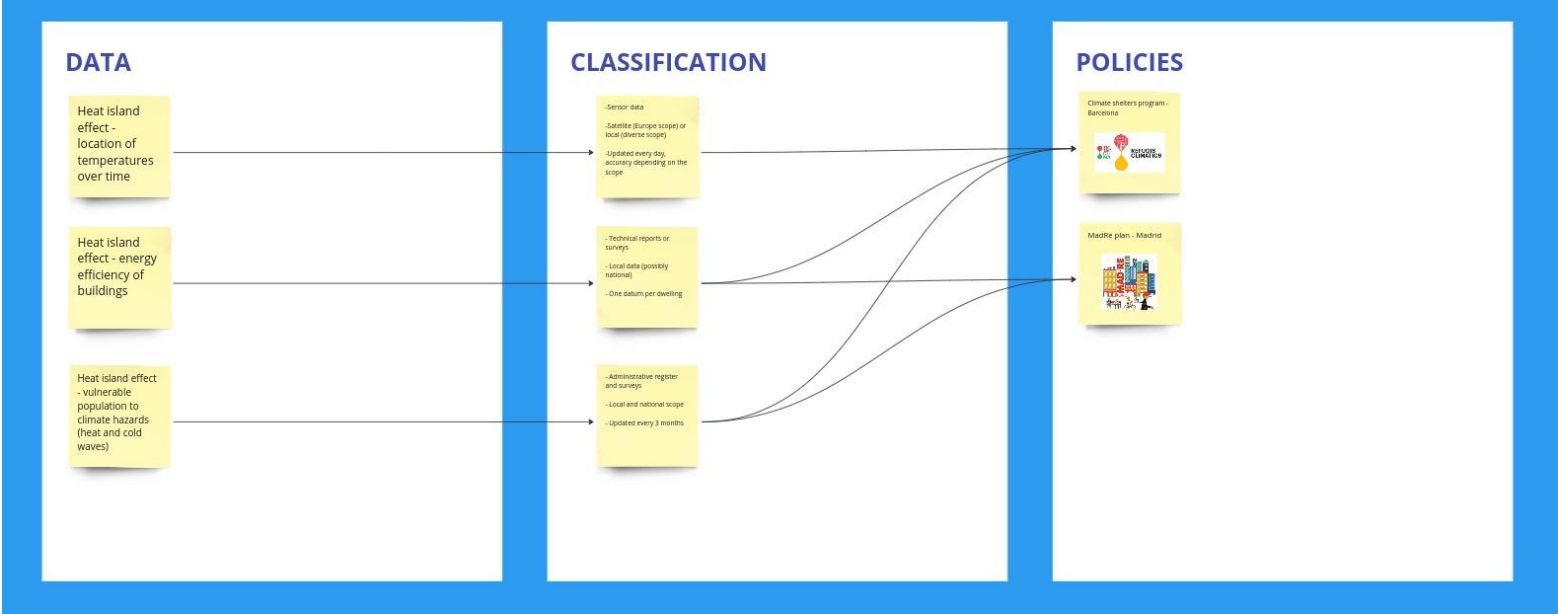 DATA
Heat island
effect -
location of
temperatures
over time
Heat island
effect - energy
efficiency of
buildings
Heat island effect
- vulnerable
population to
climate hazards
(heat and cold
waves)
CLASSIFICATION
-Sensor data
-Satellite (Europe scope) or
local (diverse scope)
-Updated every day,
accuracy depending on the
scope
- Technical reports or
surveys
- Local data (possibly
national)
- One datum per dwelling
- Administrative register
and surveys
- Local and national scope
- Updated every 3 months
POLICIES
Climate shelters program -
Barcelona
REFUGIS
CLIMÀTICS
MadRe plan - Madrid
MAD-RE